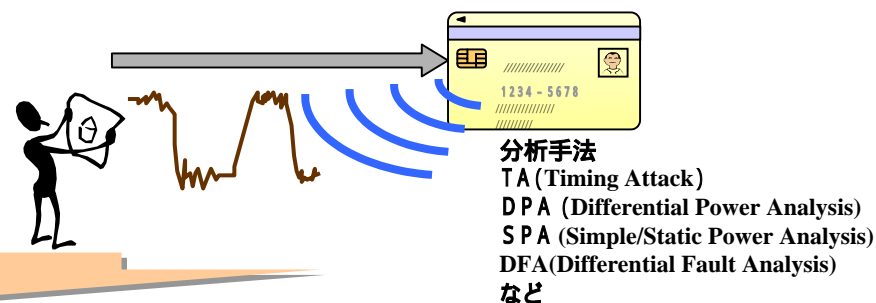 1234-5678
分析手法
TA(Timing Attack)
DPA (Differential Power Analysis)
SPA (Simple/Static Power Analysis)
DFA(Differential Fault Analysis)
など